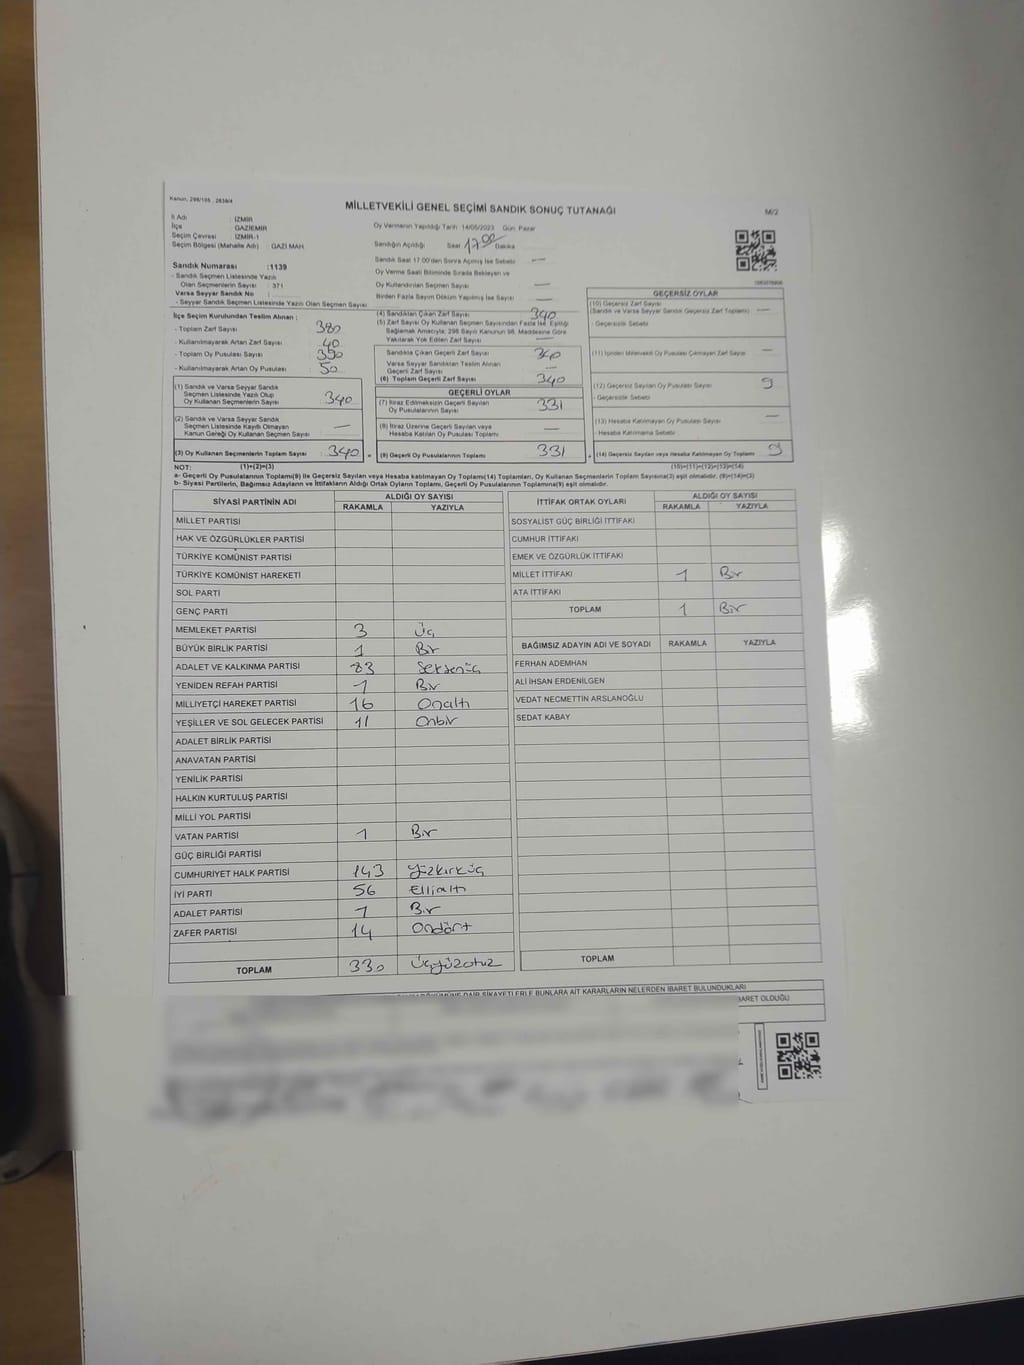 Kanun, 298/105 , 2839/4
MİLLETVEKİLİ GENEL SEÇİMİ SANDIK SONUÇ TUTANAĞI
M/2
İl Adı : İZMİR
İlçe : GAZİEMİR
Seçim Çevresi : İZMİR-1
Seçim Bölgesi (Mahalle Adı) : GAZİ MAH.
Oy Vermenin Yapıldığı Tarih 14/05/2023 Gün: Pazar
Sandığın Açıldığı Saat 17 00 Dakika
Sandık Saat 17.00'den Sonra Açılmış İse Sebebi —
Oy Verme Saati Bitiminde Sırada Bekleyen ve
Oy Kullandırılan Seçmen Sayısı —
Birden Fazla Sayım Döküm Yapılmış İse Sayısı —
Sandık Numarası :1139
- Sandık Seçmen Listesinde Yazılı
Olan Seçmenlerin Sayısı : 371
Varsa Seyyar Sandık No :
- Seyyar Sandık Seçmen Listesinde Yazılı Olan Seçmen Sayısı
İlçe Seçim Kurulundan Teslim Alınan :
- Toplam Zarf Sayısı 380
- Kullanılmayarak Artan Zarf Sayısı 40
- Toplam Oy Pusulası Sayısı 390
- Kullanılmayarak Artan Oy Pusulası 50
(4) Sandıktan Çıkan Zarf Sayısı 340
(5) Zarf Sayısı Oy Kullanan Seçmen Sayısından Fazla İse, Eşitliği
Sağlamak Amacıyla; 298 Sayılı Kanunun 98. Maddesine Göre
Yakılarak Yok Edilen Zarf Sayısı —
Sandıkta Çıkan Geçerli Zarf Sayısı 340
Varsa Seyyar Sandıktan Teslim Alınan
Geçerli Zarf Sayısı —
(6) Toplam Geçerli Zarf Sayısı 340
GEÇERSİZ OYLAR
(10) Geçersiz Zarf Sayısı
(Sandık ve Varsa Seyyar Sandık Geçersiz Zarf Toplamı) —
- Geçersizlik Sebebi
(11) İçinden Milletvekili Oy Pusulası Çıkmayan Zarf Sayısı —
(12) Geçersiz Sayılan Oy Pusulası Sayısı 9
- Geçersizlik Sebebi
(13) Hesaba Katılmayan Oy Pusulası Sayısı —
- Hesaba Katılmama Sebebi
(14) Geçersiz Sayılan veya Hesaba Katılmayan Oy Toplamı 9
(1) Sandık ve Varsa Seyyar Sandık
Seçmen Listesinde Yazılı Olup
Oy Kullanan Seçmenlerin Sayısı 340
(2) Sandık ve Varsa Seyyar Sandık
Seçmen Listesinde Kayıtlı Olmayan
Kanun Gereği Oy Kullanan Seçmen Sayısı —
(3) Oy Kullanan Seçmenlerin Toplam Sayısı 340
GEÇERLİ OYLAR
(7) İtiraz Edilmeksizin Geçerli Sayılan
Oy Pusulalarının Sayısı 331
(8) İtiraz Üzerine Geçerli Sayılan veya
Hesaba Katılan Oy Pusulası Toplamı —
(9) Geçerli Oy Pusulalarının Toplamı 331
NOT: (1)+(2)=(3) (10)+(11)+(12)+(13)=(14)
a- Geçerli Oy Pusulasının Toplamı(9) ile Geçersiz Sayılan veya Hesaba katılmayan Oy Toplamı(14) Toplamları, Oy Kullanan Seçmenlerin Toplam Sayısına(3) eşit olmalıdır. (9)+(14)=(3)
b- Siyasi Partilerin, Bağımsız Adayların ve İttifakların Aldığı Ortak Oyların Toplamı, Geçerli Oy Pusulalarının Toplamına(9) eşit olmalıdır.
SİYASİ PARTİNİN ADI ALDIĞI OY SAYISI
RAKAMLA YAZIYLA
MİLLET PARTİSİ
HAK VE ÖZGÜRLÜKLER PARTİSİ
TÜRKİYE KOMÜNİST PARTİSİ
TÜRKİYE KOMÜNİST HAREKETİ
SOL PARTİ
GENÇ PARTİ
MEMLEKET PARTİSİ 3 Üç
BÜYÜK BİRLİK PARTİSİ 1 Bir
ADALET VE KALKINMA PARTİSİ 83 Seksenüç
YENİDEN REFAH PARTİSİ 1 Bir
MİLLİYETÇİ HAREKET PARTİSİ 16 Onaltı
YEŞİLLER VE SOL GELECEK PARTİSİ 11 Onbir
ADALET BİRLİK PARTİSİ
ANAVATAN PARTİSİ
YENİLİK PARTİSİ
HALKIN KURTULUŞ PARTİSİ
MİLLİ YOL PARTİSİ
VATAN PARTİSİ 1 Bir
GÜÇ BİRLİĞİ PARTİSİ
CUMHURİYET HALK PARTİSİ 143 Yüzkırküç
İYİ PARTİ 56 Ellialtı
ADALET PARTİSİ 1 Bir
ZAFER PARTİSİ 14 Ondört
TOPLAM 330 Üçyüzotuz
İTTİFAK ORTAK OYLARI ALDIĞI OY SAYISI
RAKAMLA YAZIYLA
SOSYALİST GÜÇ BİRLİĞİ İTTİFAKI
CUMHUR İTTİFAKI
EMEK VE ÖZGÜRLÜK İTTİFAKI
MİLLET İTTİFAKI 1 Bir
ATA İTTİFAKI
TOPLAM 1 Bir
BAĞIMSIZ ADAYIN ADI VE SOYADI RAKAMLA YAZIYLA
FERHAN ADEMHAN
ALİ İHSAN ERDENİLGEN
VEDAT NECMETTİN ARSLANOĞLU
SEDAT KABAY
TOPLAM
DAİR ŞİKAYETLERLE BUNLARA AİT KARARLARIN NELERDEN İBARET BULUNDUKLARI
İBARET OLDUĞU